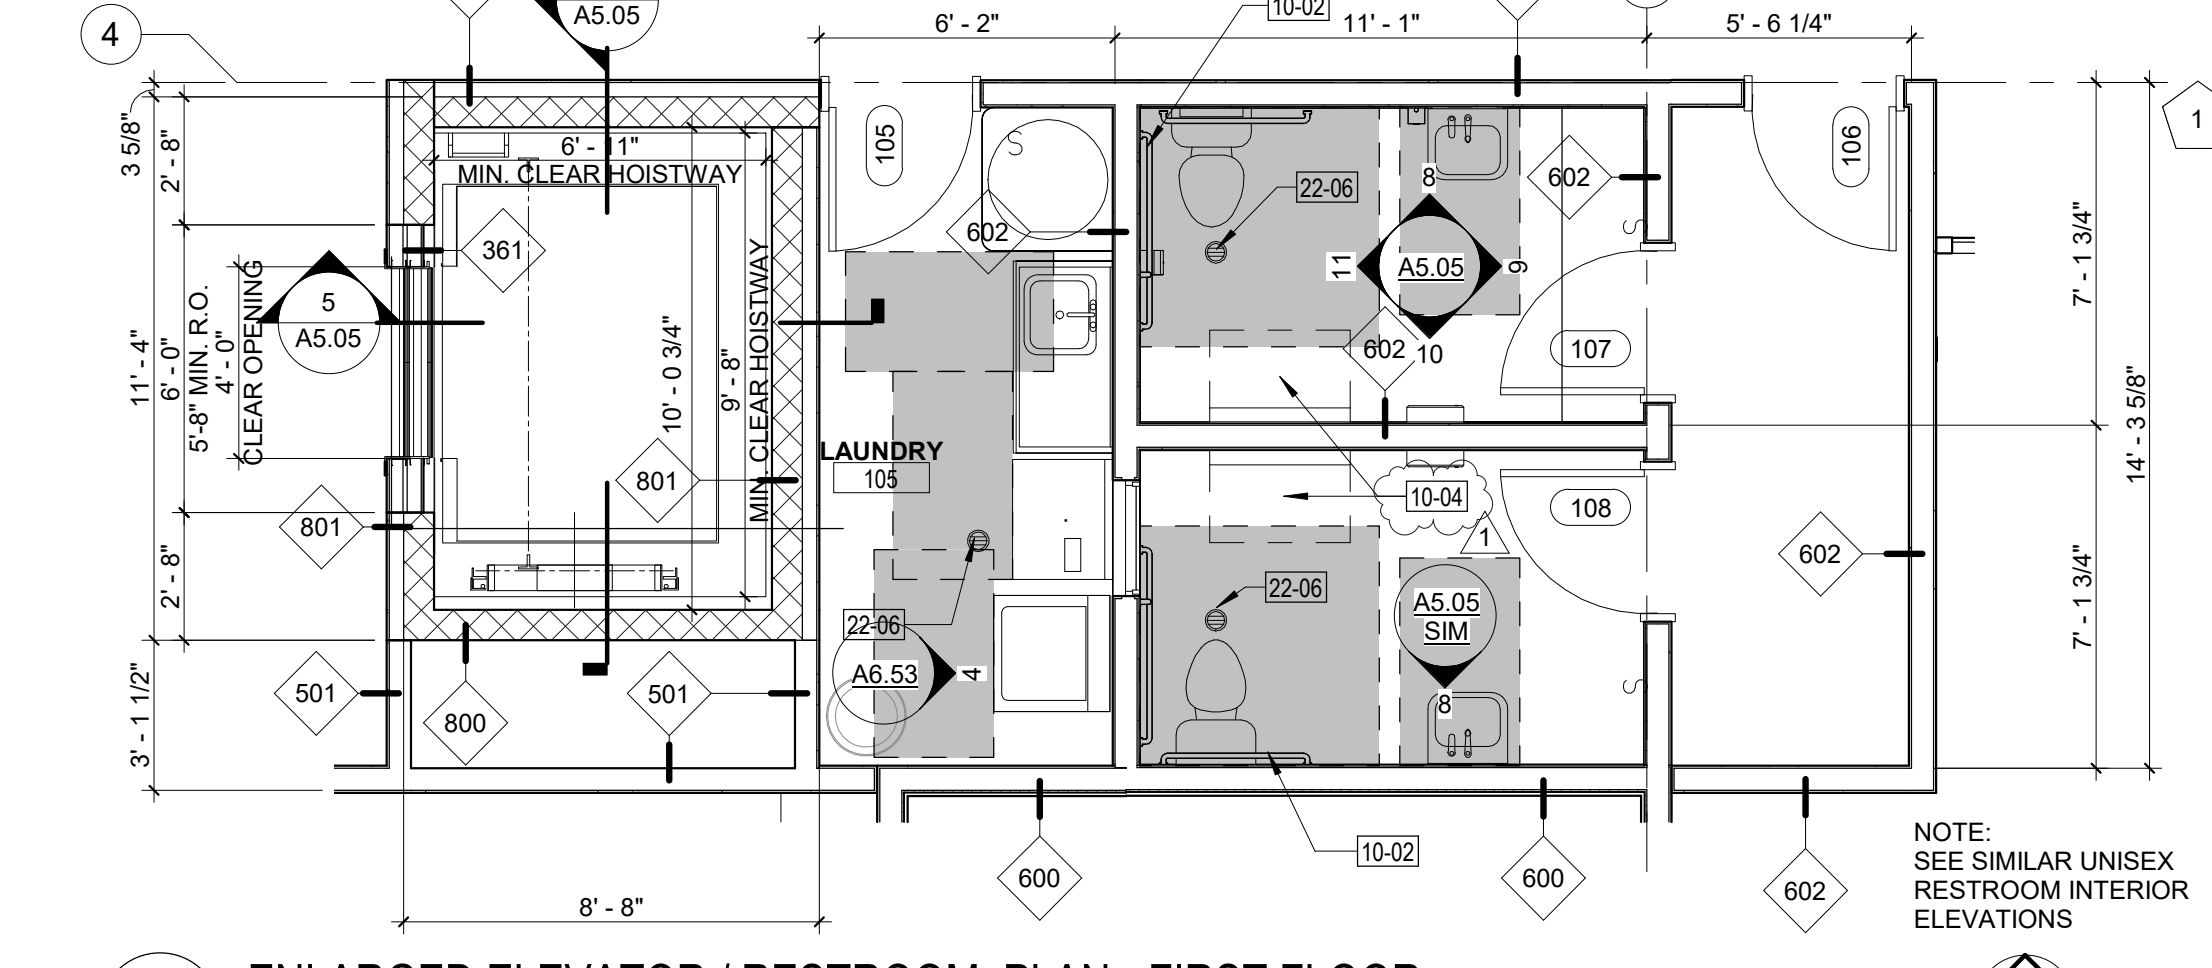 4
A5.05
10-02
6' - 2"
11' - 1"
5' - 6 1/4"
1
3 5/8"
2' - 8"
6' - 11"
MIN. CLEAR HOISTWAY
105
S
602
22-06
8
602
106
361
11
A5.05
9
S
5
A5.05
11' - 4"
6' - 0"
5'-8" MIN. R.O.
4' - 0"
CLEAR OPENING
10' - 0 3/4"
9' - 8"
MIN. CLEAR HOISTWAY
602
10
107
7' - 1 3/4"
14' - 3 5/8"
LAUNDRY
105
801
10-04
108
1
801
602
2' - 8"
22-06
22-06
A5.05
SIM
7' - 1 3/4"
A6.53
4
8
S
3' - 1 1/2"
501
800
501
10-02
600
600
602
NOTE:
SEE SIMILAR UNISEX
RESTROOM INTERIOR
ELEVATIONS
8' - 8"
ENLARGED ELEVATOR / RESTROOM PLAN - FIRST FLOOR